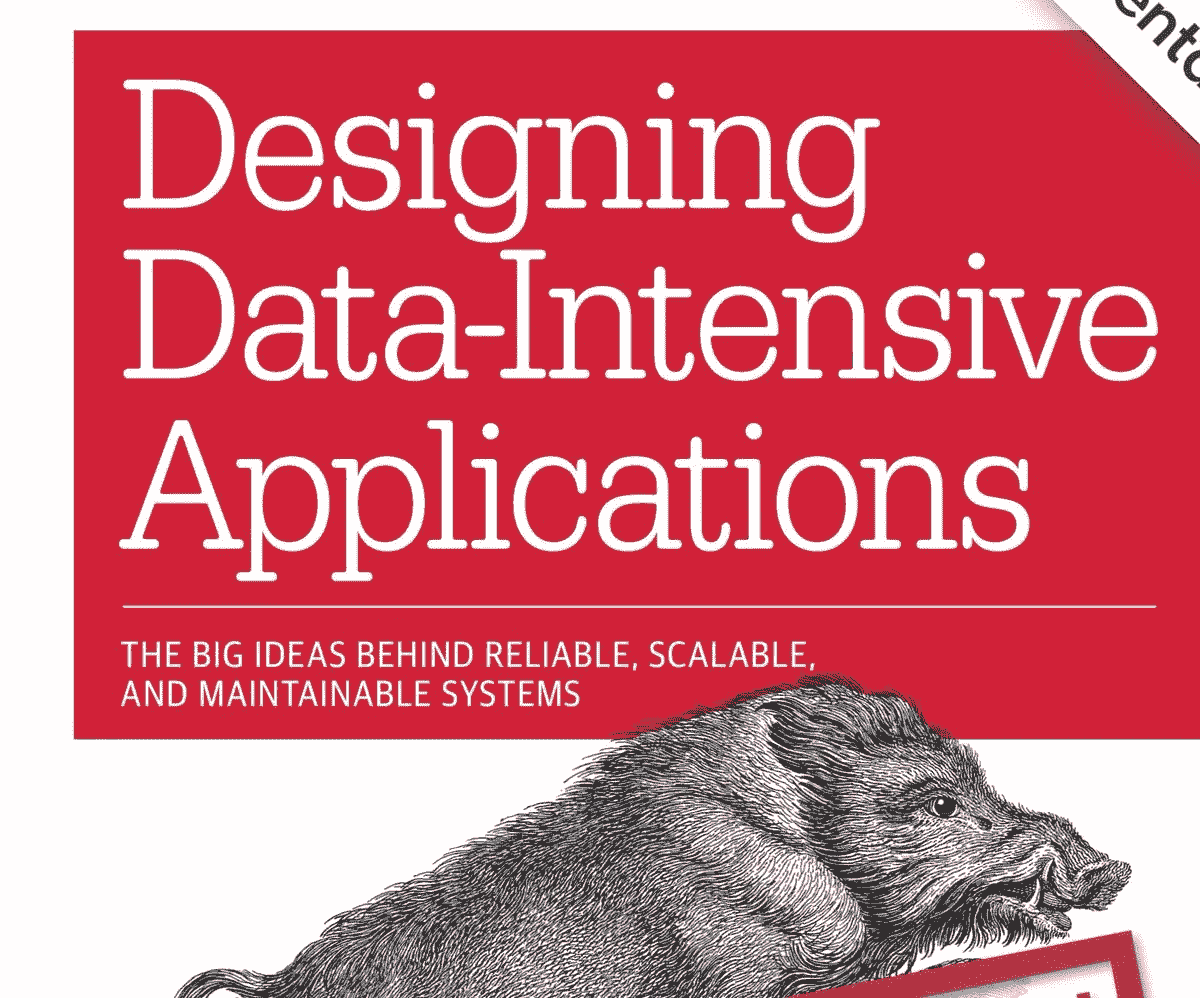 Designing
Data-Intensive
Applications
THE BIG IDEAS BEHIND RELIABLE, SCALABLE,
AND MAINTAINABLE SYSTEMS